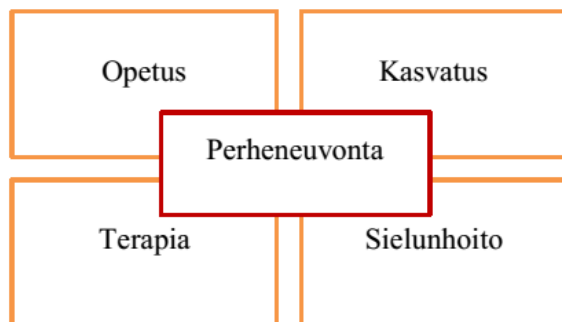 Opetus
Kasvatus
Perheneuvonta
Terapia
Sielunhoito